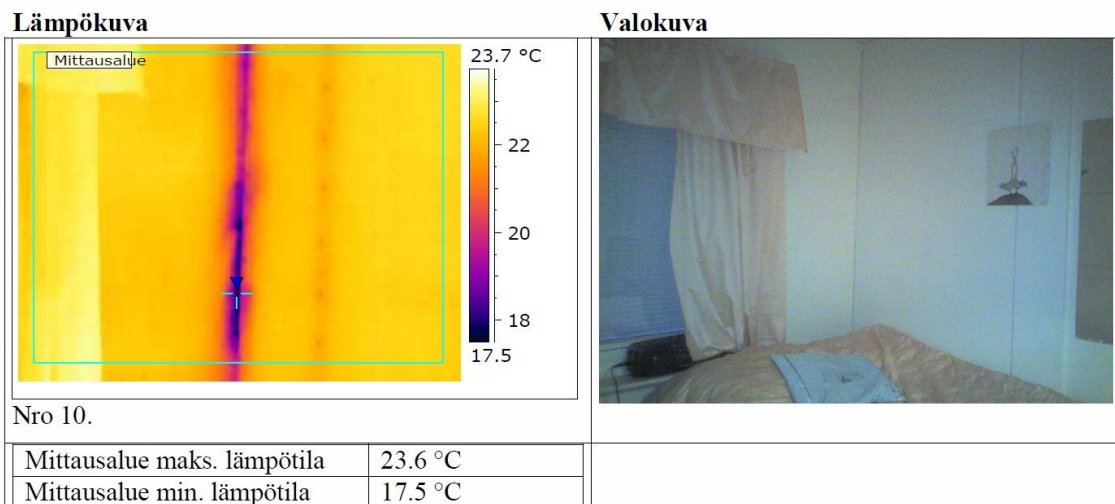 Lämpökuva
Valokuva
Mittausalue
23.7 °C
22
20
18
17.5
Nro 10.
Mittausalue maks. lämpötila 23.6 °C
Mittausalue min. lämpötila 17.5 °C